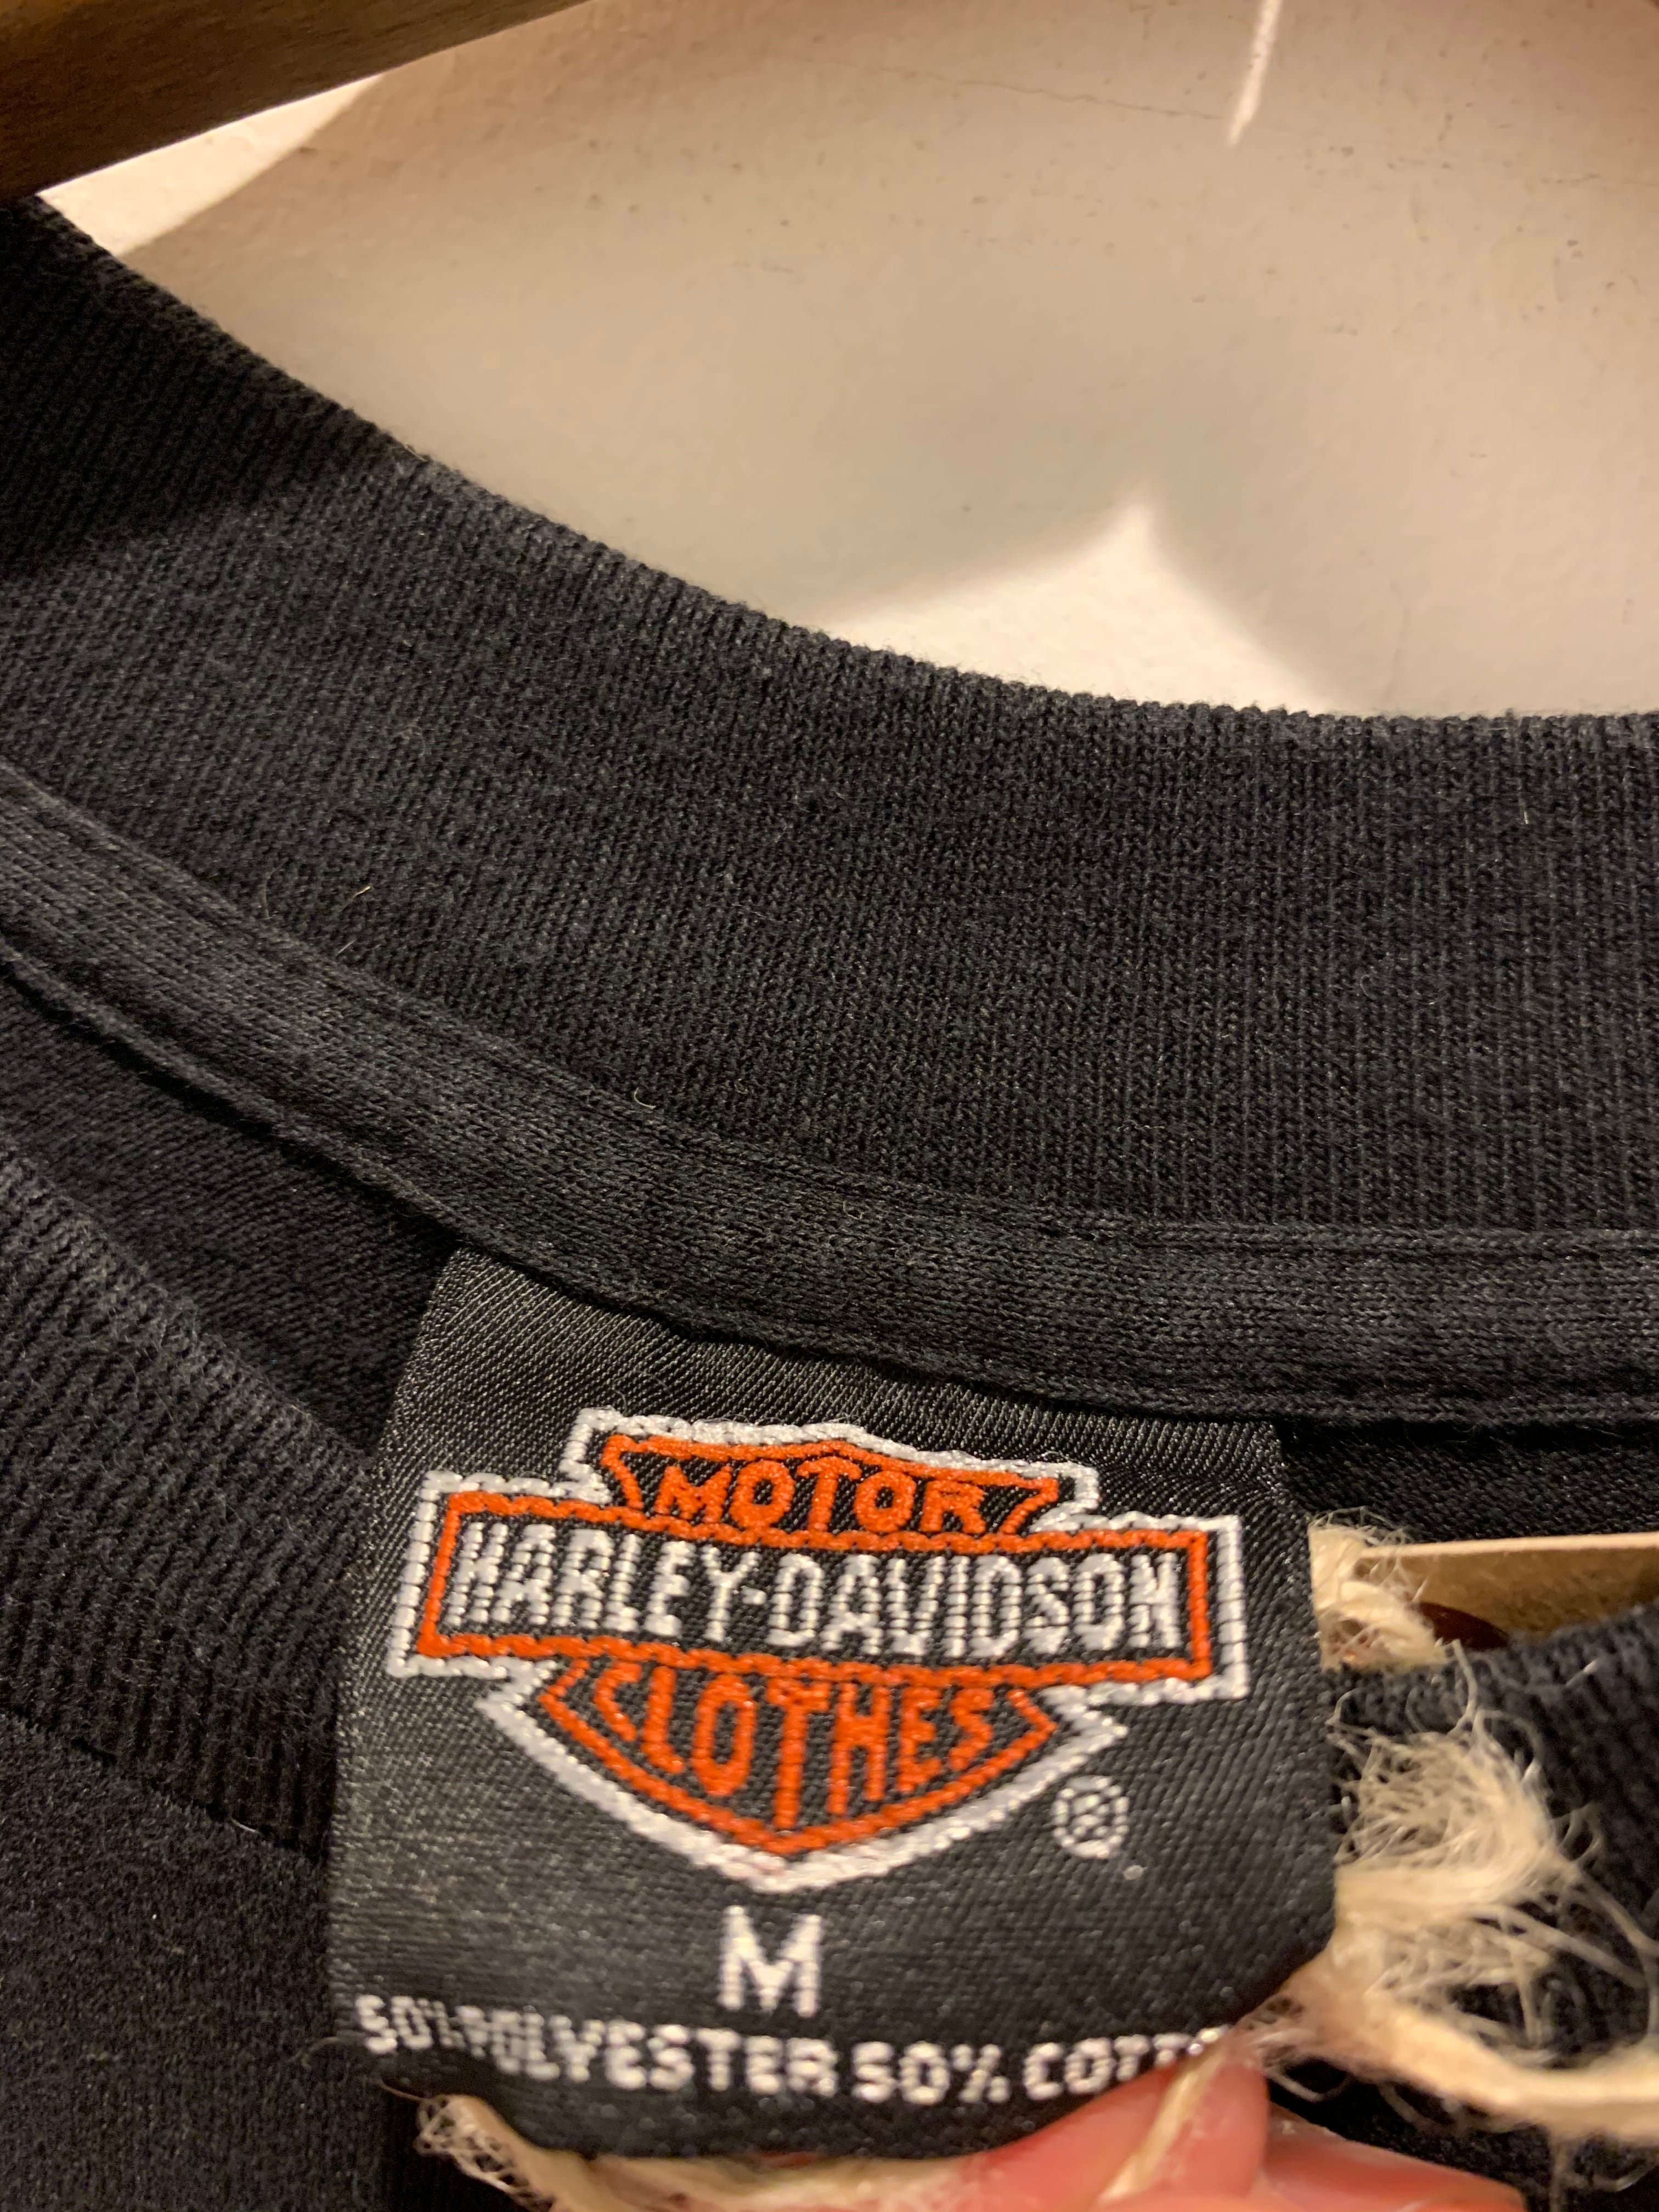 MOTOR
HARLEY-DAVIDSON
CLOTHES
®
M
50% POLYESTER 50% COTT